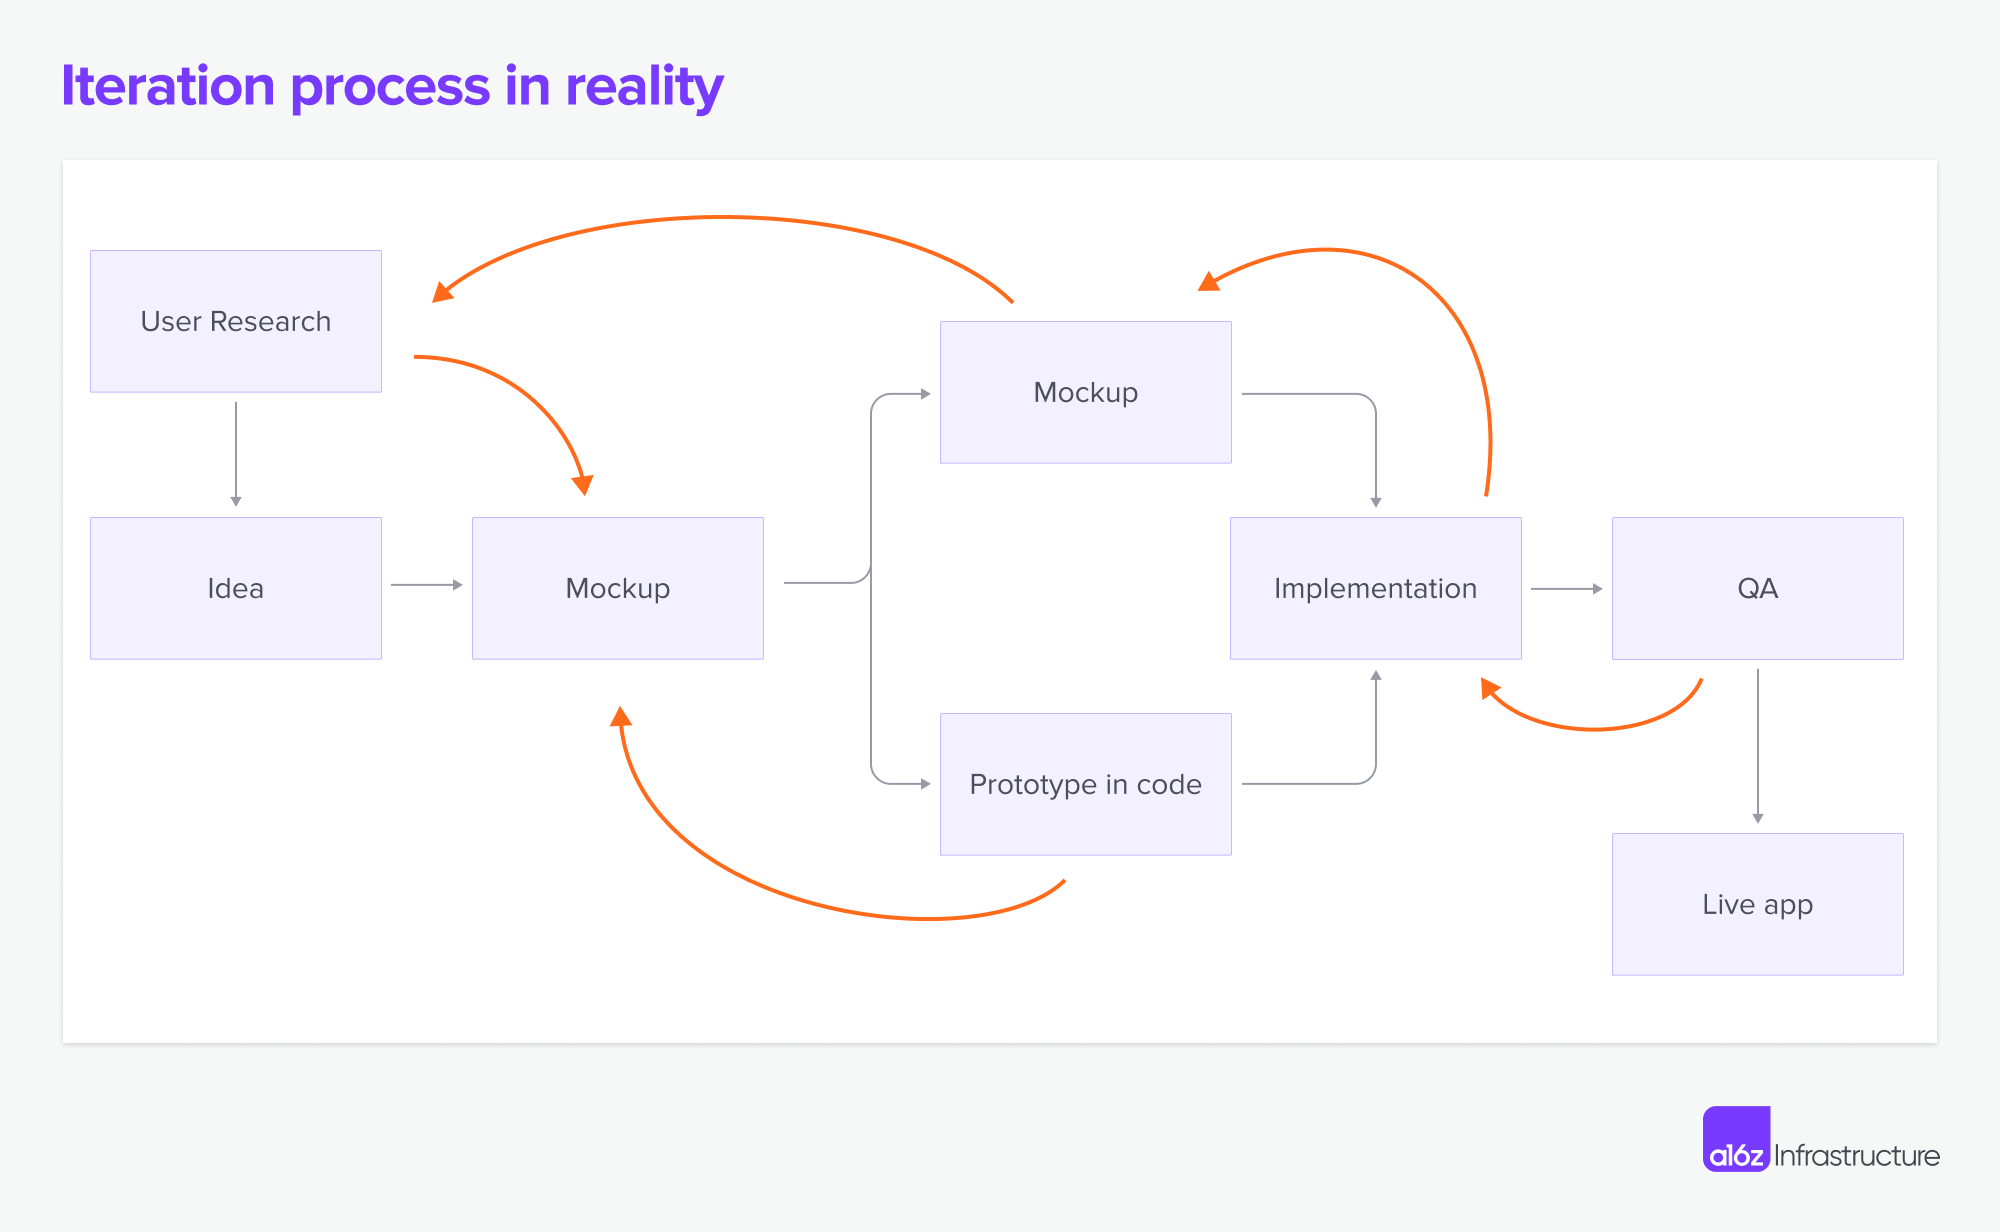 Iteration process in reality
User Research
Mockup
Idea
Mockup
Implementation
QA
Prototype in code
Live app
a16z Infrastructure